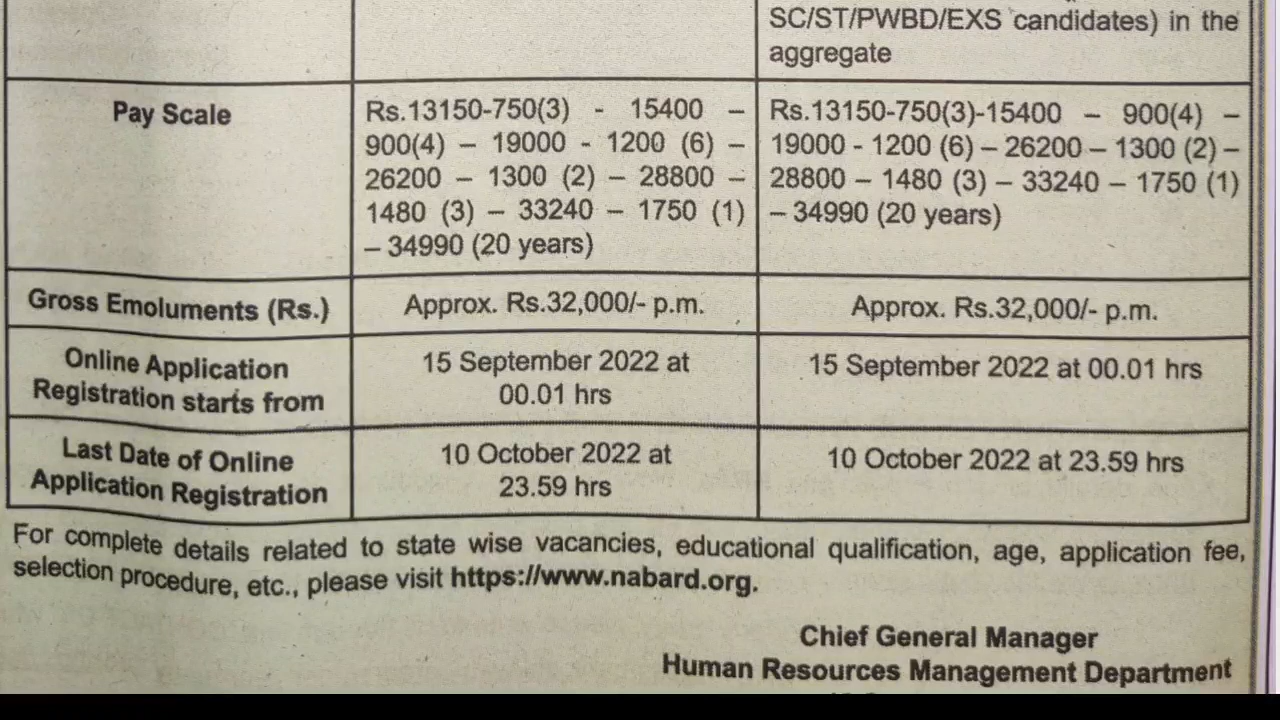 SC/ST/PWBD/EXS candidates) in the
aggregate
Pay Scale
Rs.13150-750(3) - 15400 –
900(4) – 19000 - 1200 (6) –
26200 – 1300 (2) – 28800 –
1480 (3) – 33240 – 1750 (1)
– 34990 (20 years)
Rs.13150-750(3)-15400 – 900(4) –
19000 - 1200 (6) – 26200 – 1300 (2) –
28800 – 1480 (3) – 33240 – 1750 (1)
– 34990 (20 years)
Gross Emoluments (Rs.)
Approx. Rs.32,000/- p.m.
Approx. Rs.32,000/- p.m.
Online Application
Registration starts from
15 September 2022 at
00.01 hrs
15 September 2022 at 00.01 hrs
Last Date of Online
Application Registration
10 October 2022 at
23.59 hrs
10 October 2022 at 23.59 hrs
For complete details related to state wise vacancies, educational qualification, age, application fee,
selection procedure, etc., please visit https://www.nabard.org.
Chief General Manager
Human Resources Management Department